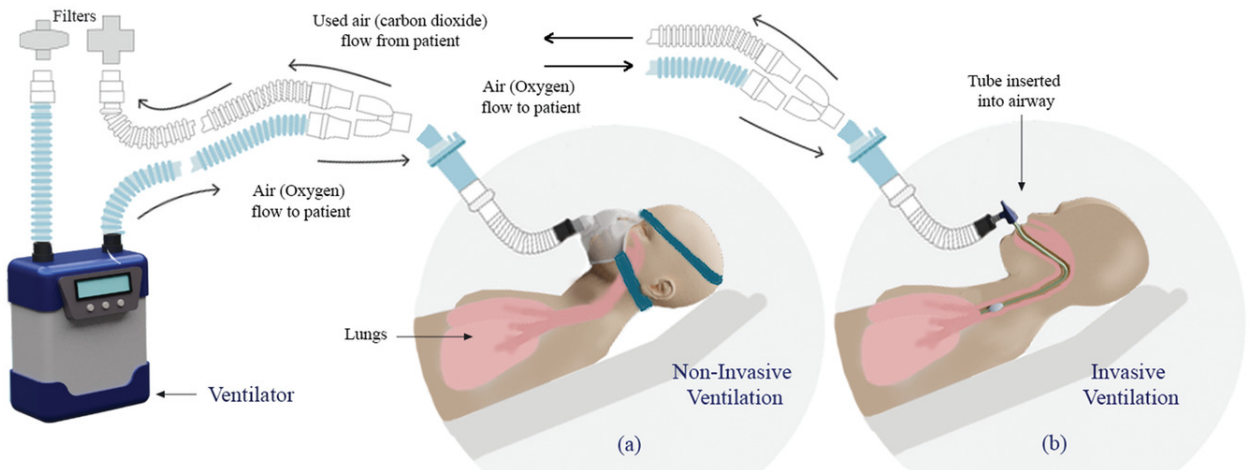 Filters
Used air (carbon dioxide)
flow from patient
Air (Oxygen)
flow to patient
Tube inserted
into airway
Air (Oxygen)
flow to patient
Lungs
Ventilator
Non-Invasive
Ventilation
(a)
Invasive
Ventilation
(b)